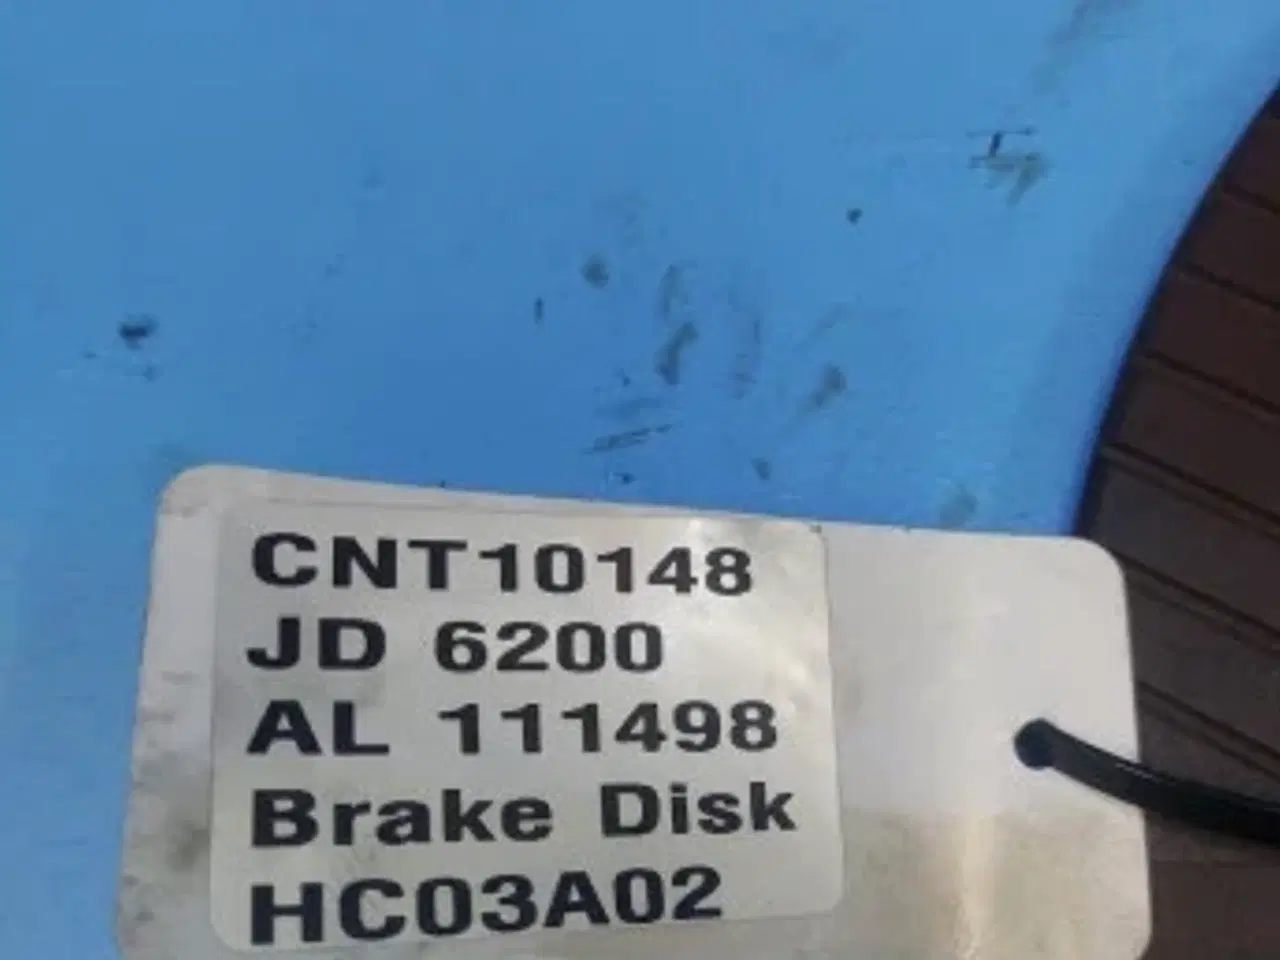 CNT10148
JD 6200
AL 111498
Brake Disk
HC03A02